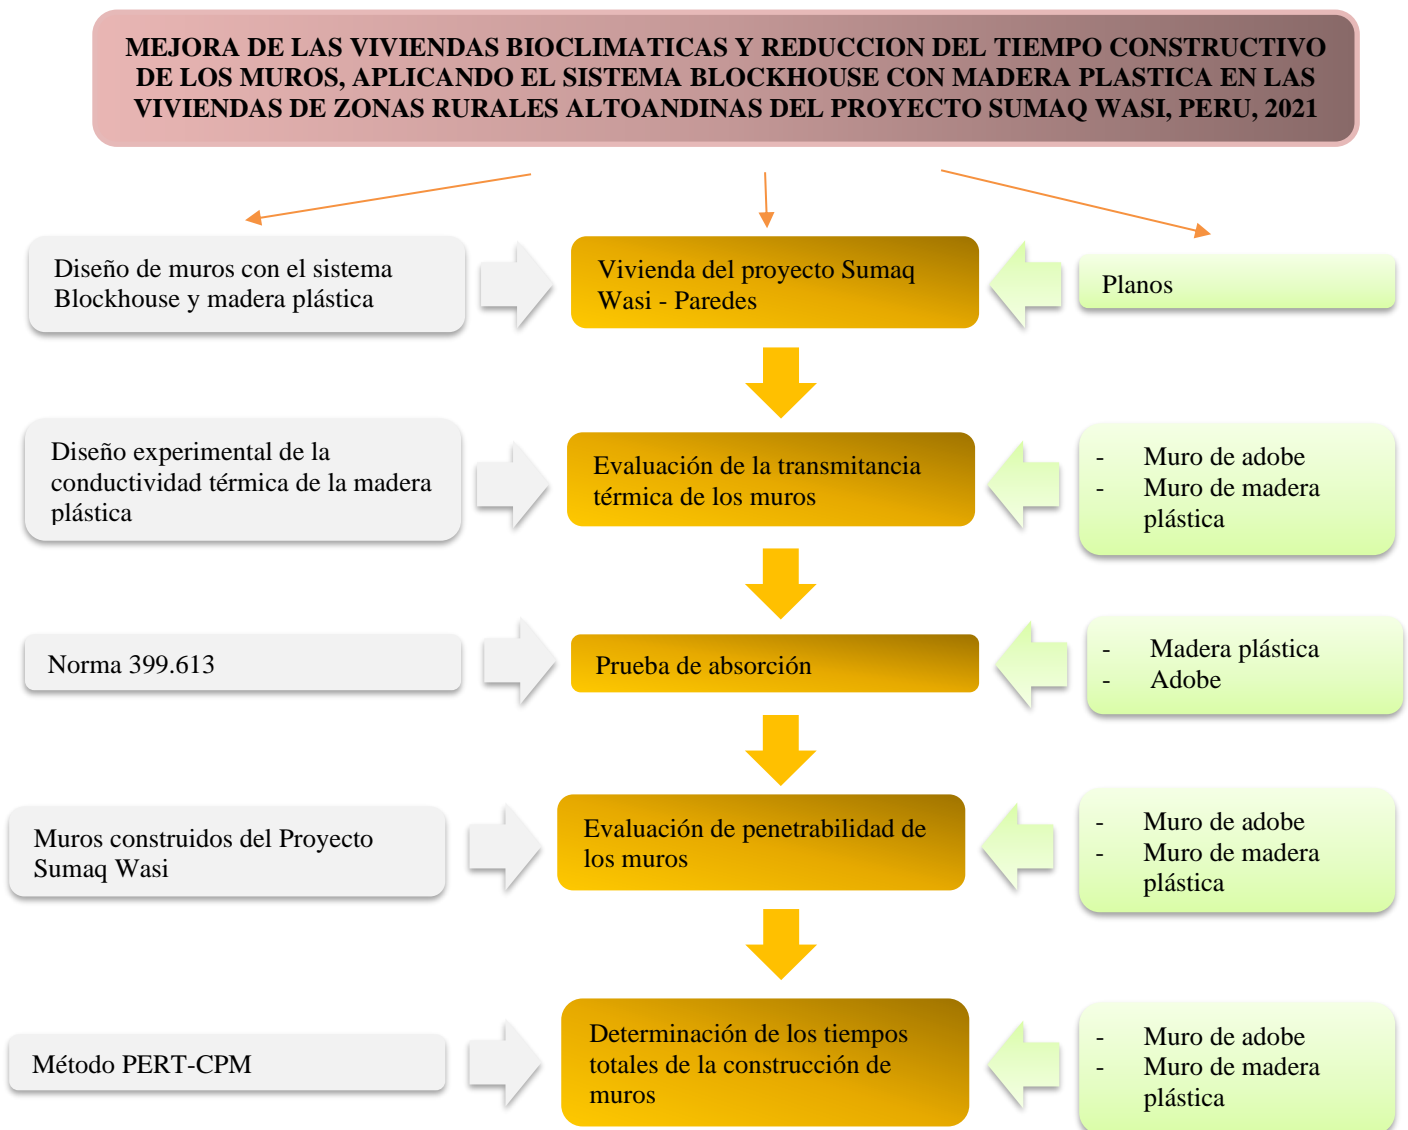 MEJORA DE LAS VIVIENDAS BIOCLIMATICAS Y REDUCCION DEL TIEMPO CONSTRUCTIVO
DE LOS MUROS, APLICANDO EL SISTEMA BLOCKHOUSE CON MADERA PLASTICA EN LAS
VIVIENDAS DE ZONAS RURALES ALTOANDINAS DEL PROYECTO SUMAQ WASI, PERU, 2021
Diseño de muros con el sistema
Blockhouse y madera plástica
Vivienda del proyecto Sumaq
Wasi - Paredes
Planos
Diseño experimental de la
conductividad térmica de la madera
plástica
Evaluación de la transmitancia
térmica de los muros
- Muro de adobe
- Muro de madera
plástica
Norma 399.613
Prueba de absorción
- Madera plástica
- Adobe
Muros construidos del Proyecto
Sumaq Wasi
Evaluación de penetrabilidad de
los muros
- Muro de adobe
- Muro de madera
plástica
Método PERT-CPM
Determinación de los tiempos
totales de la construcción de
muros
- Muro de adobe
- Muro de madera
plástica